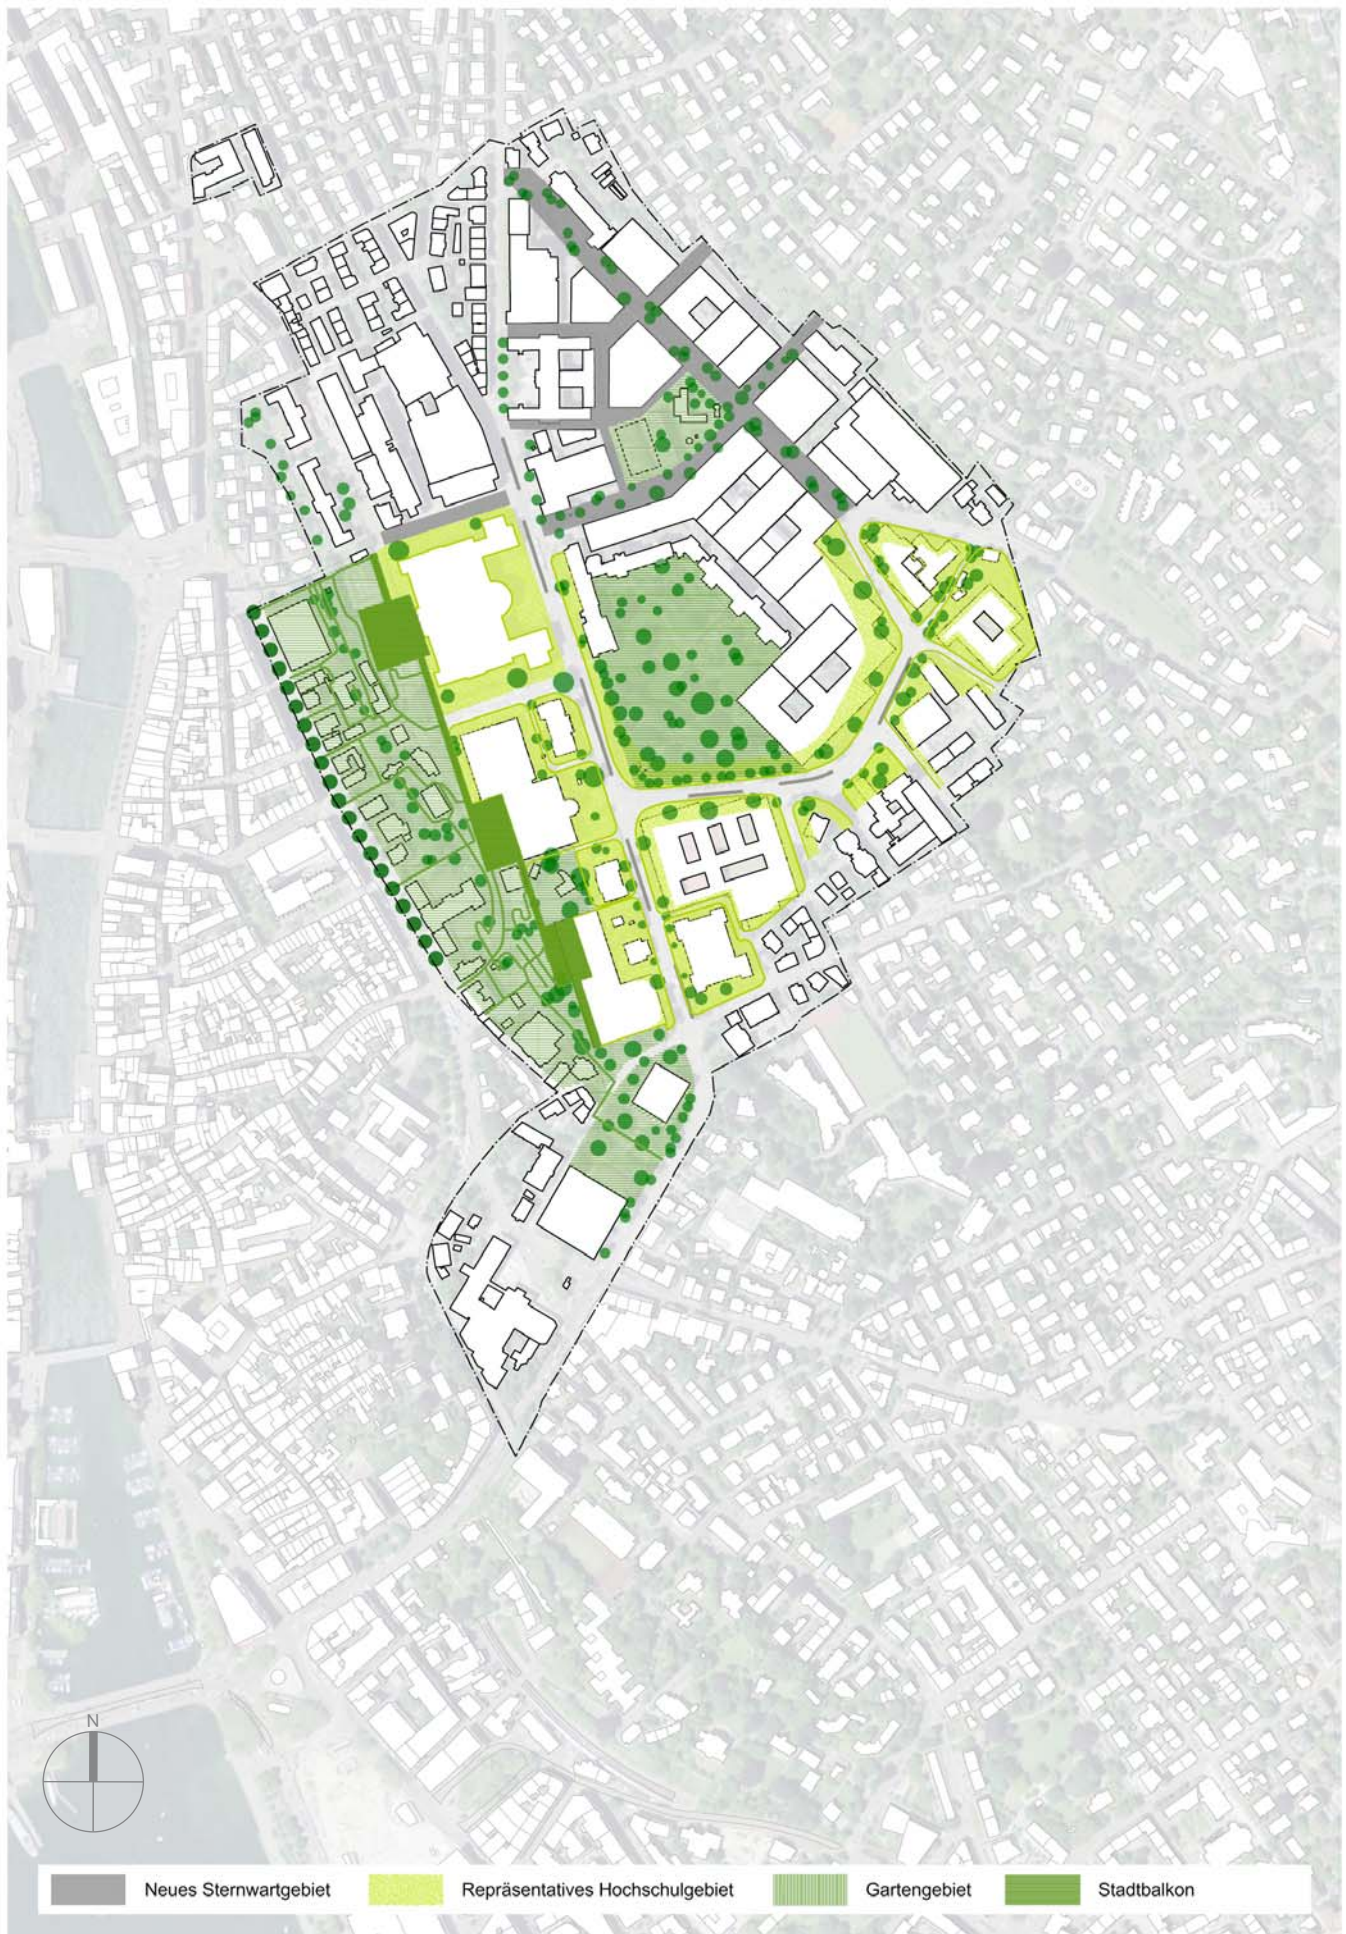 N
Neues Sternwartgebiet
Repräsentatives Hochschulgebiet
Gartengebiet
Stadtbalkon